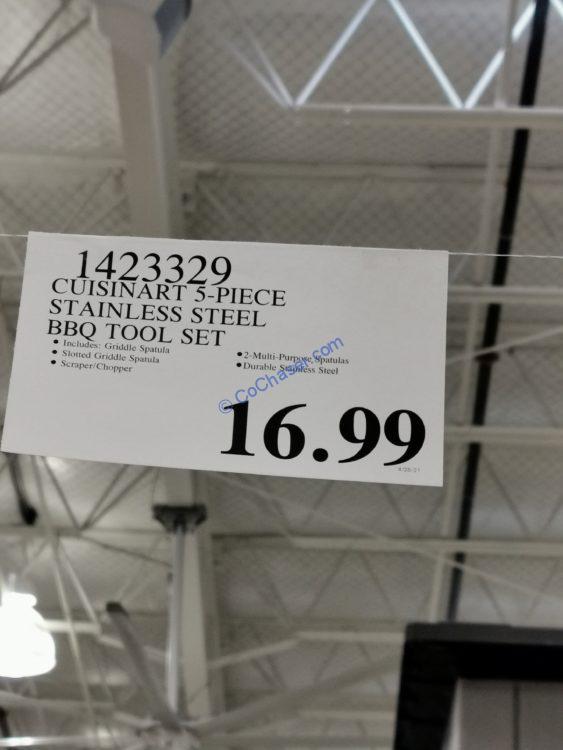 1423329
CUISINART 5-PIECE
STAINLESS STEEL
BBQ TOOL SET
• Includes: Griddle Spatula
• Slotted Griddle Spatula
• Scraper/Chopper
•2-Multi-Purpose Spatulas
•Durable Stainless Steel
© CoChaser.com
16.99